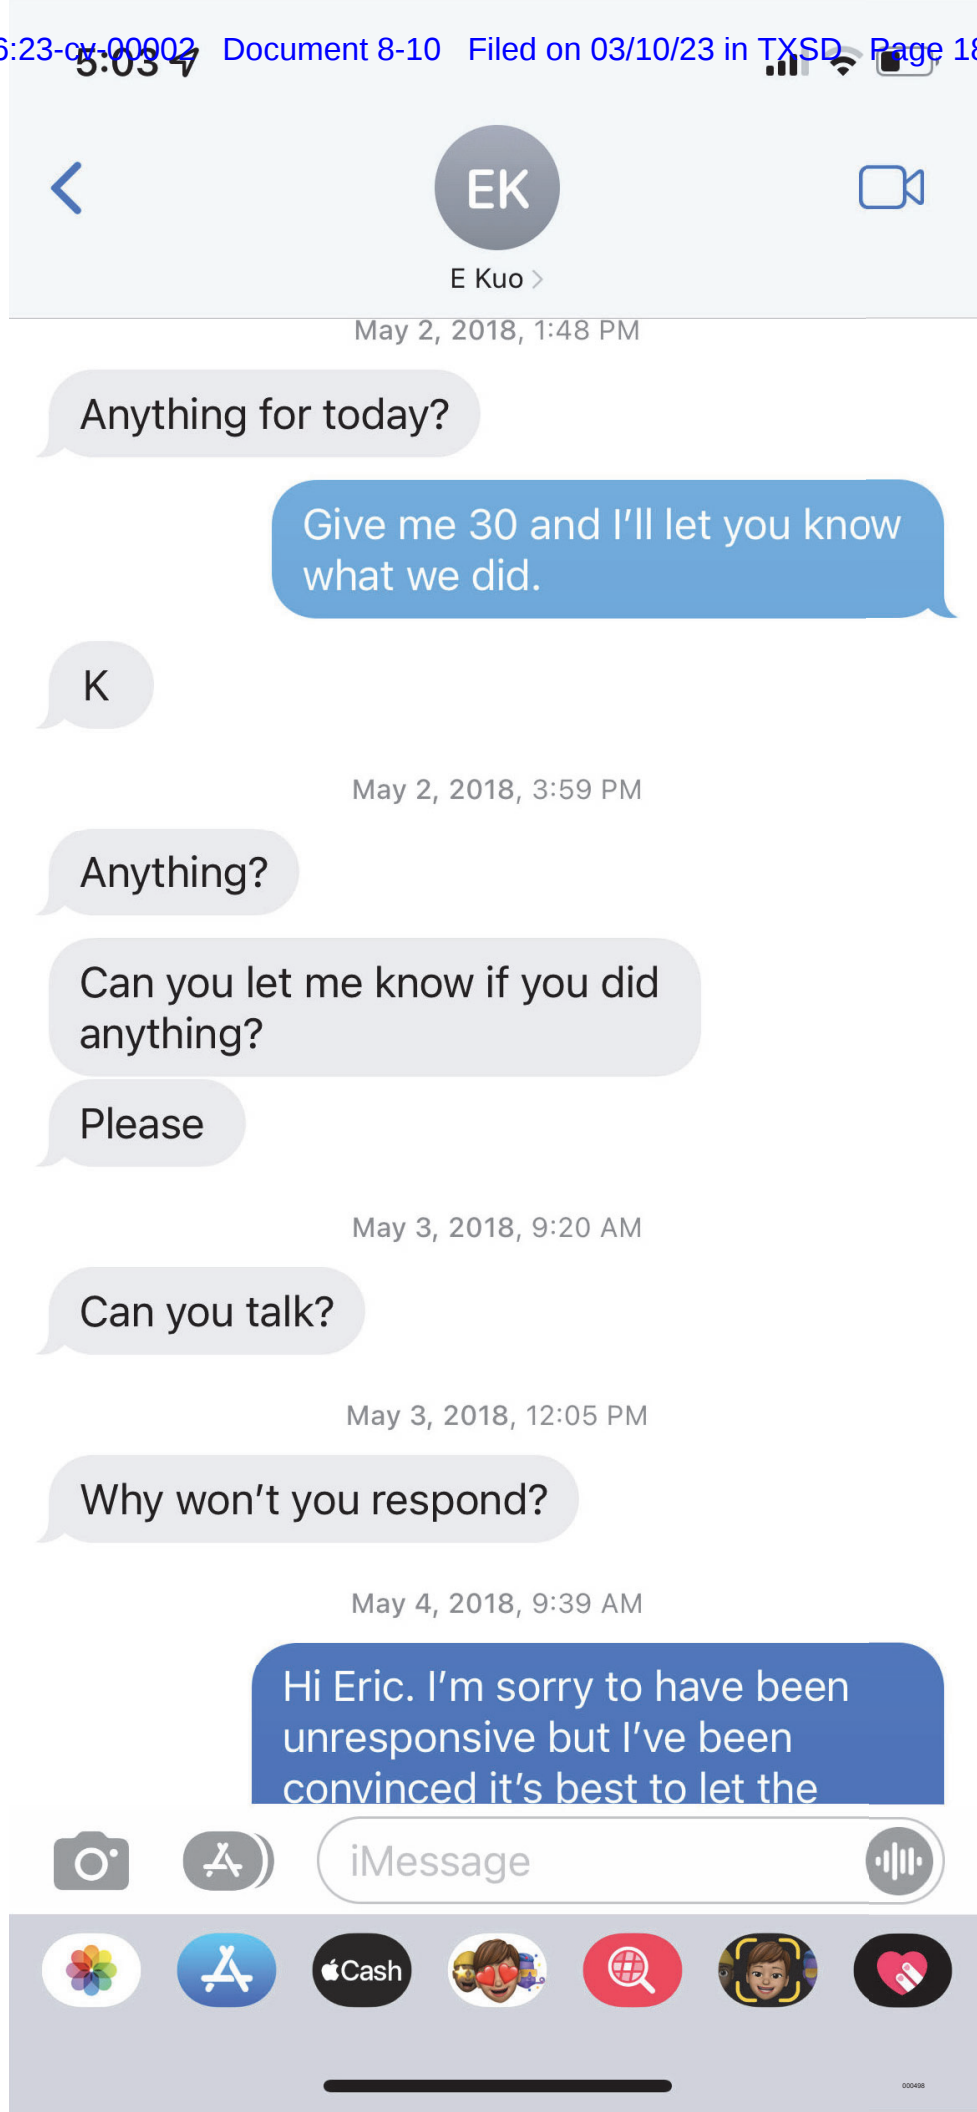 6:23-cv-00002 Document 8-10 Filed on 03/10/23 in TXSD Page 18
5:03
EK
E Kuo
May 2, 2018, 1:48 PM
Anything for today?
Give me 30 and I’ll let you know
what we did.
K
May 2, 2018, 3:59 PM
Anything?
Can you let me know if you did
anything?
Please
May 3, 2018, 9:20 AM
Can you talk?
May 3, 2018, 12:05 PM
Why won’t you respond?
May 4, 2018, 9:39 AM
Hi Eric. I’m sorry to have been
unresponsive but I’ve been
convinced it’s best to let the
iMessage
Cash
000498